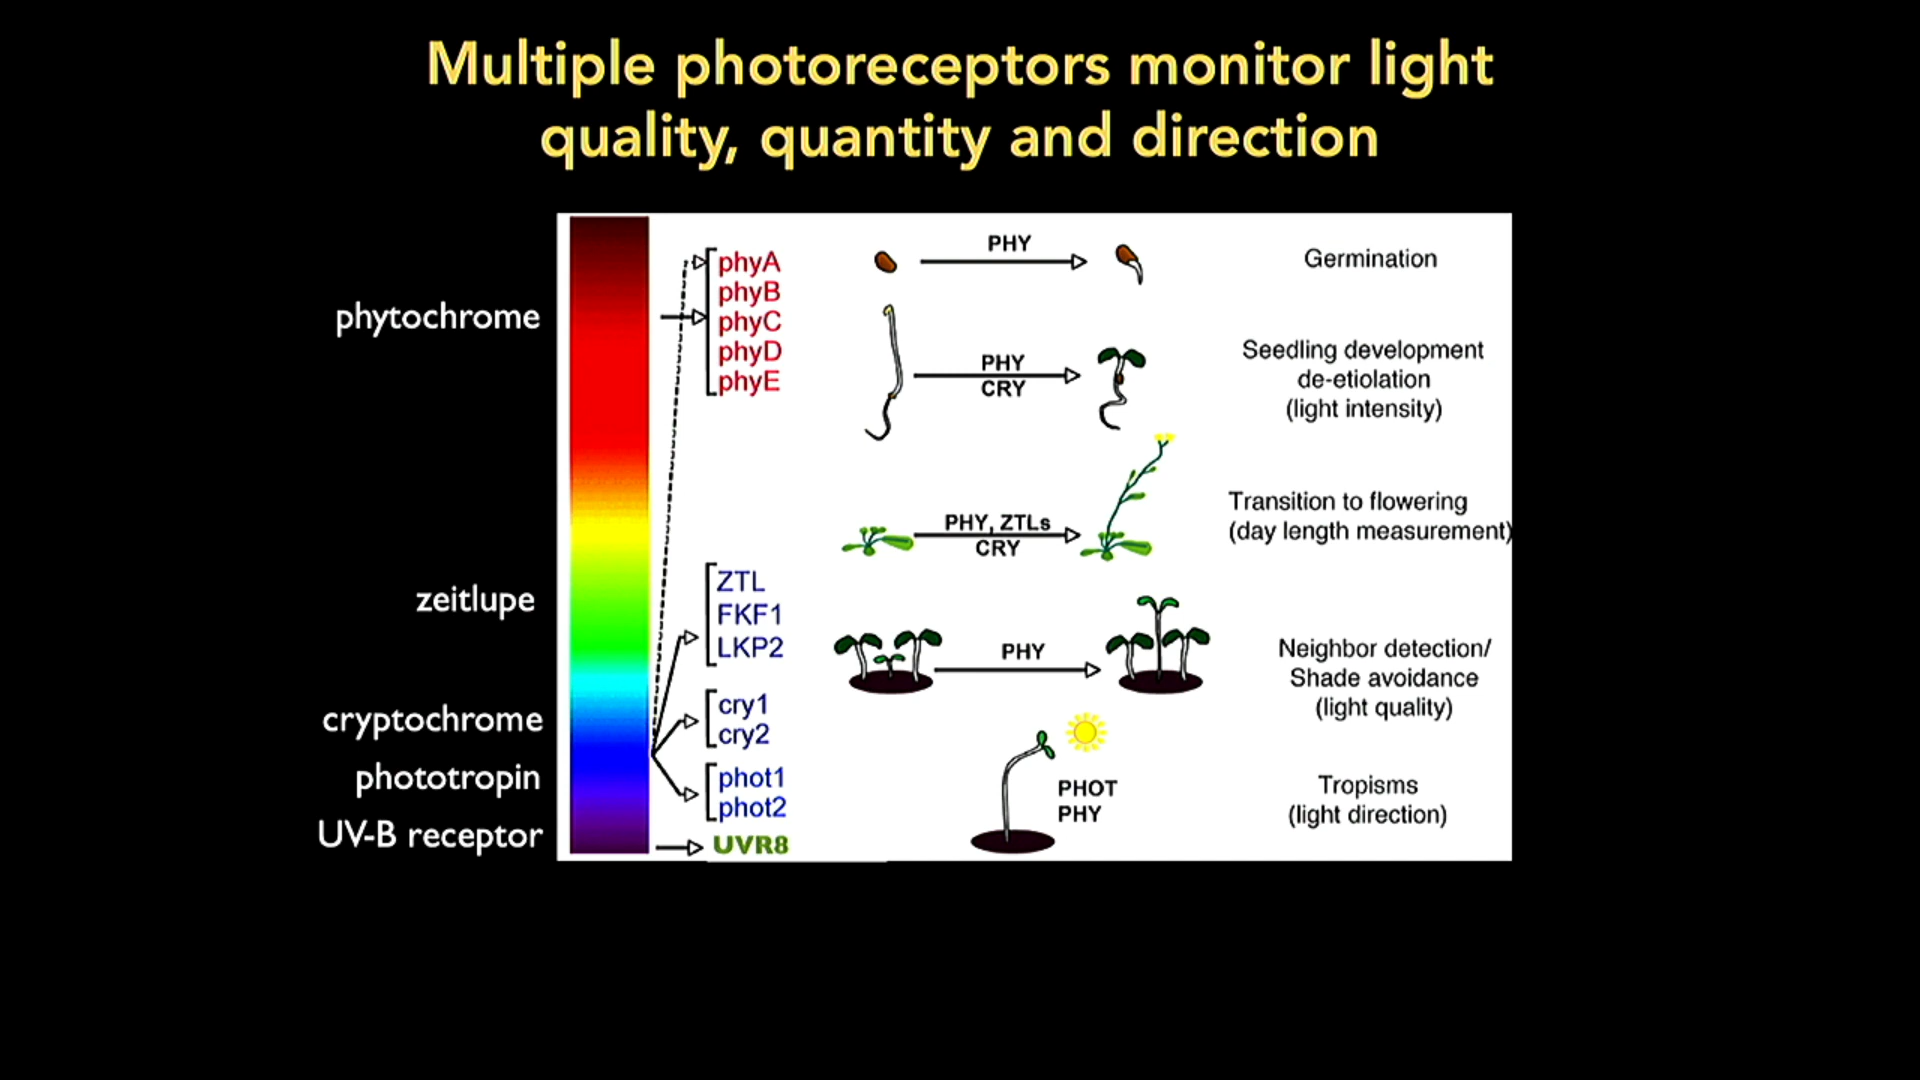 Multiple photoreceptors monitor light
quality, quantity and direction
phytochrome
zeitlupe
cryptochrome
phototropin
UV-B receptor
phyA
phyB
phyC
phyD
phyE
ZTL
FKF1
LKP2
cry1
cry2
phot1
phot2
UVR8
PHY
Germination
PHY
CRY
Seedling development
de-etiolation
(light intensity)
PHY, ZTLs
CRY
Transition to flowering
(day length measurement)
PHY
Neighbor detection/
Shade avoidance
(light quality)
PHOT
PHY
Tropisms
(light direction)